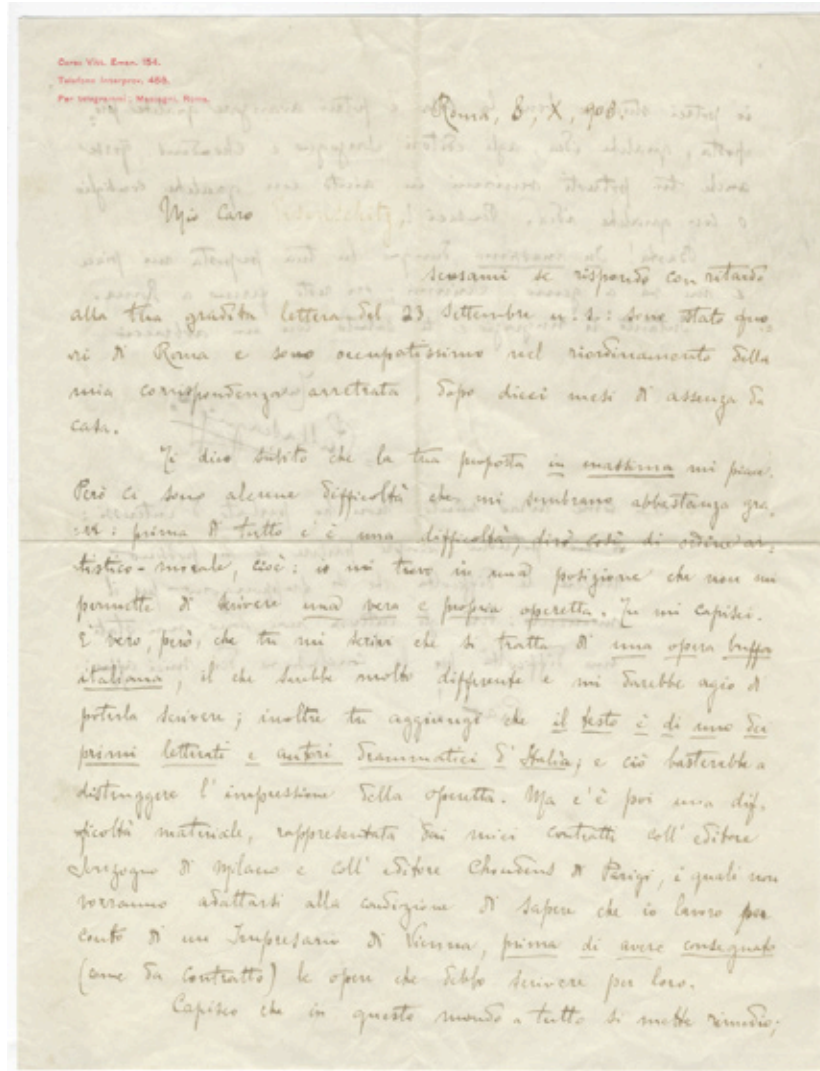 Corso Vitt. Eman. 154.
Telefono Interprov. 468.
Per telegrammi: Mascagni, Roma.
Roma, 8, X, 908.
Mio Caro
scusami se rispondo con ritardo
alla tua gradita lettera del 23 settembre u. s: sono stato fuo
ri di Roma e sono occupatissimo nel riordinamento della
mia corrispondenza arretrata, dopo dieci mesi di assenza da
casa.
Ti dico subito che la tua proposta in massima mi piace.
Però ci sono alcune difficoltà che mi sembrano abbastanza gra-
vi: prima di tutto c'è una difficoltà, dirò così, di ordine ar-
tistico-morale, cioè: io mi trovo in una posizione che non mi
permette di scrivere una vera e propria operetta. Tu mi capisci.
È vero, però, che tu mi scrivi che si tratta di una opera buffa
italiana, il che sarebbe molto differente e mi darebbe agio di
poterla scrivere; inoltre tu aggiungi che il testo è di uno dei
primi letterati e autori drammatici d'Italia; e ciò basterebbe a
distruggere l'impressione della operetta. Ma c'è poi una dif-
ficoltà materiale, rappresentata dai miei contratti coll'editore
Sonzogno di Milano e coll'editore Choudens di Parigi, i quali non
vorranno adattarsi alla condizione di sapere che io lavoro per
conto di un Impresario di Vienna, prima di avere consegnato
(come da contratto) le opere che debbo scrivere per loro.
Capisco che in questo mondo a tutto si mette rimedio;